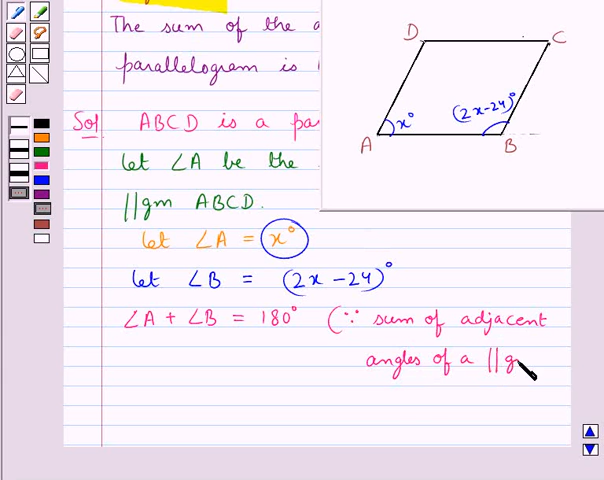 The sum of the
parallelogram is
D
C
x°
(2x-24)°
A
B
Sol ABCD is a
let ∠A be the
||gm ABCD.
let ∠A = x°
let ∠B = (2x-24)°
∠A + ∠B = 180° (∵ sum of adjacent
angles of a ||g